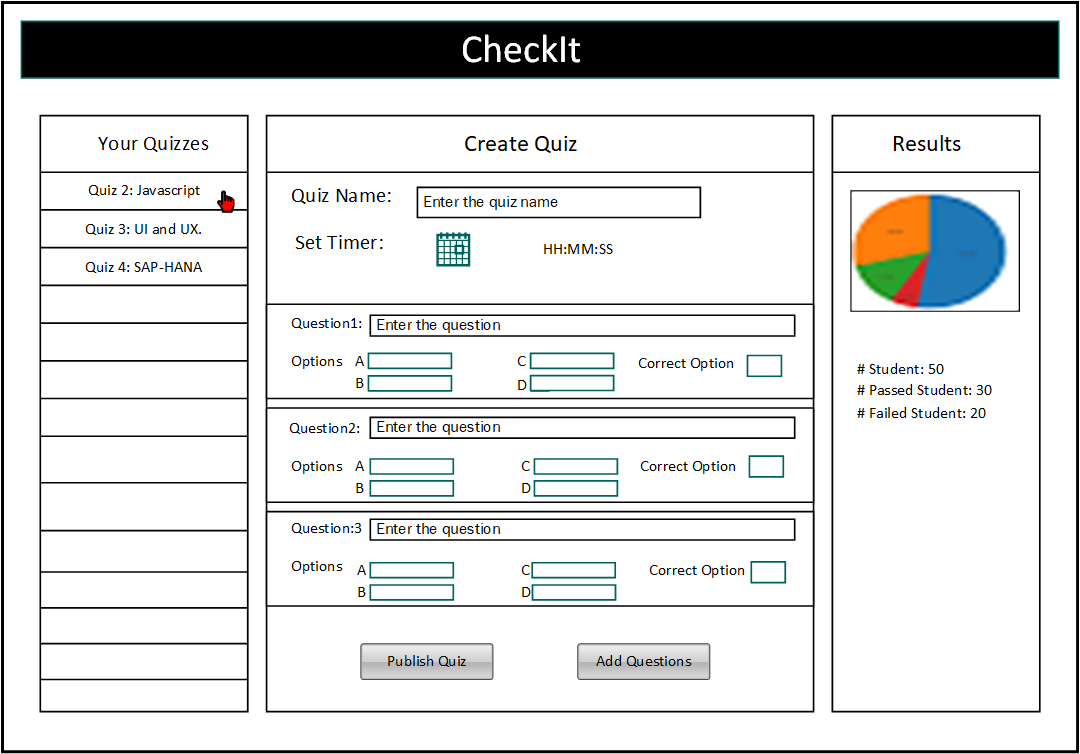 CheckIt
Your Quizzes
Quiz 2: Javascript
Quiz 3: UI and UX.
Quiz 4: SAP-HANA
Create Quiz
Quiz Name: Enter the quiz name
Set Timer: HH:MM:SS
Question1: Enter the question
Options A C Correct Option
B D
Question2: Enter the question
Options A C Correct Option
B D
Question:3 Enter the question
Options A C Correct Option
B D
Publish Quiz Add Questions
Results
# Student: 50
# Passed Student: 30
# Failed Student: 20